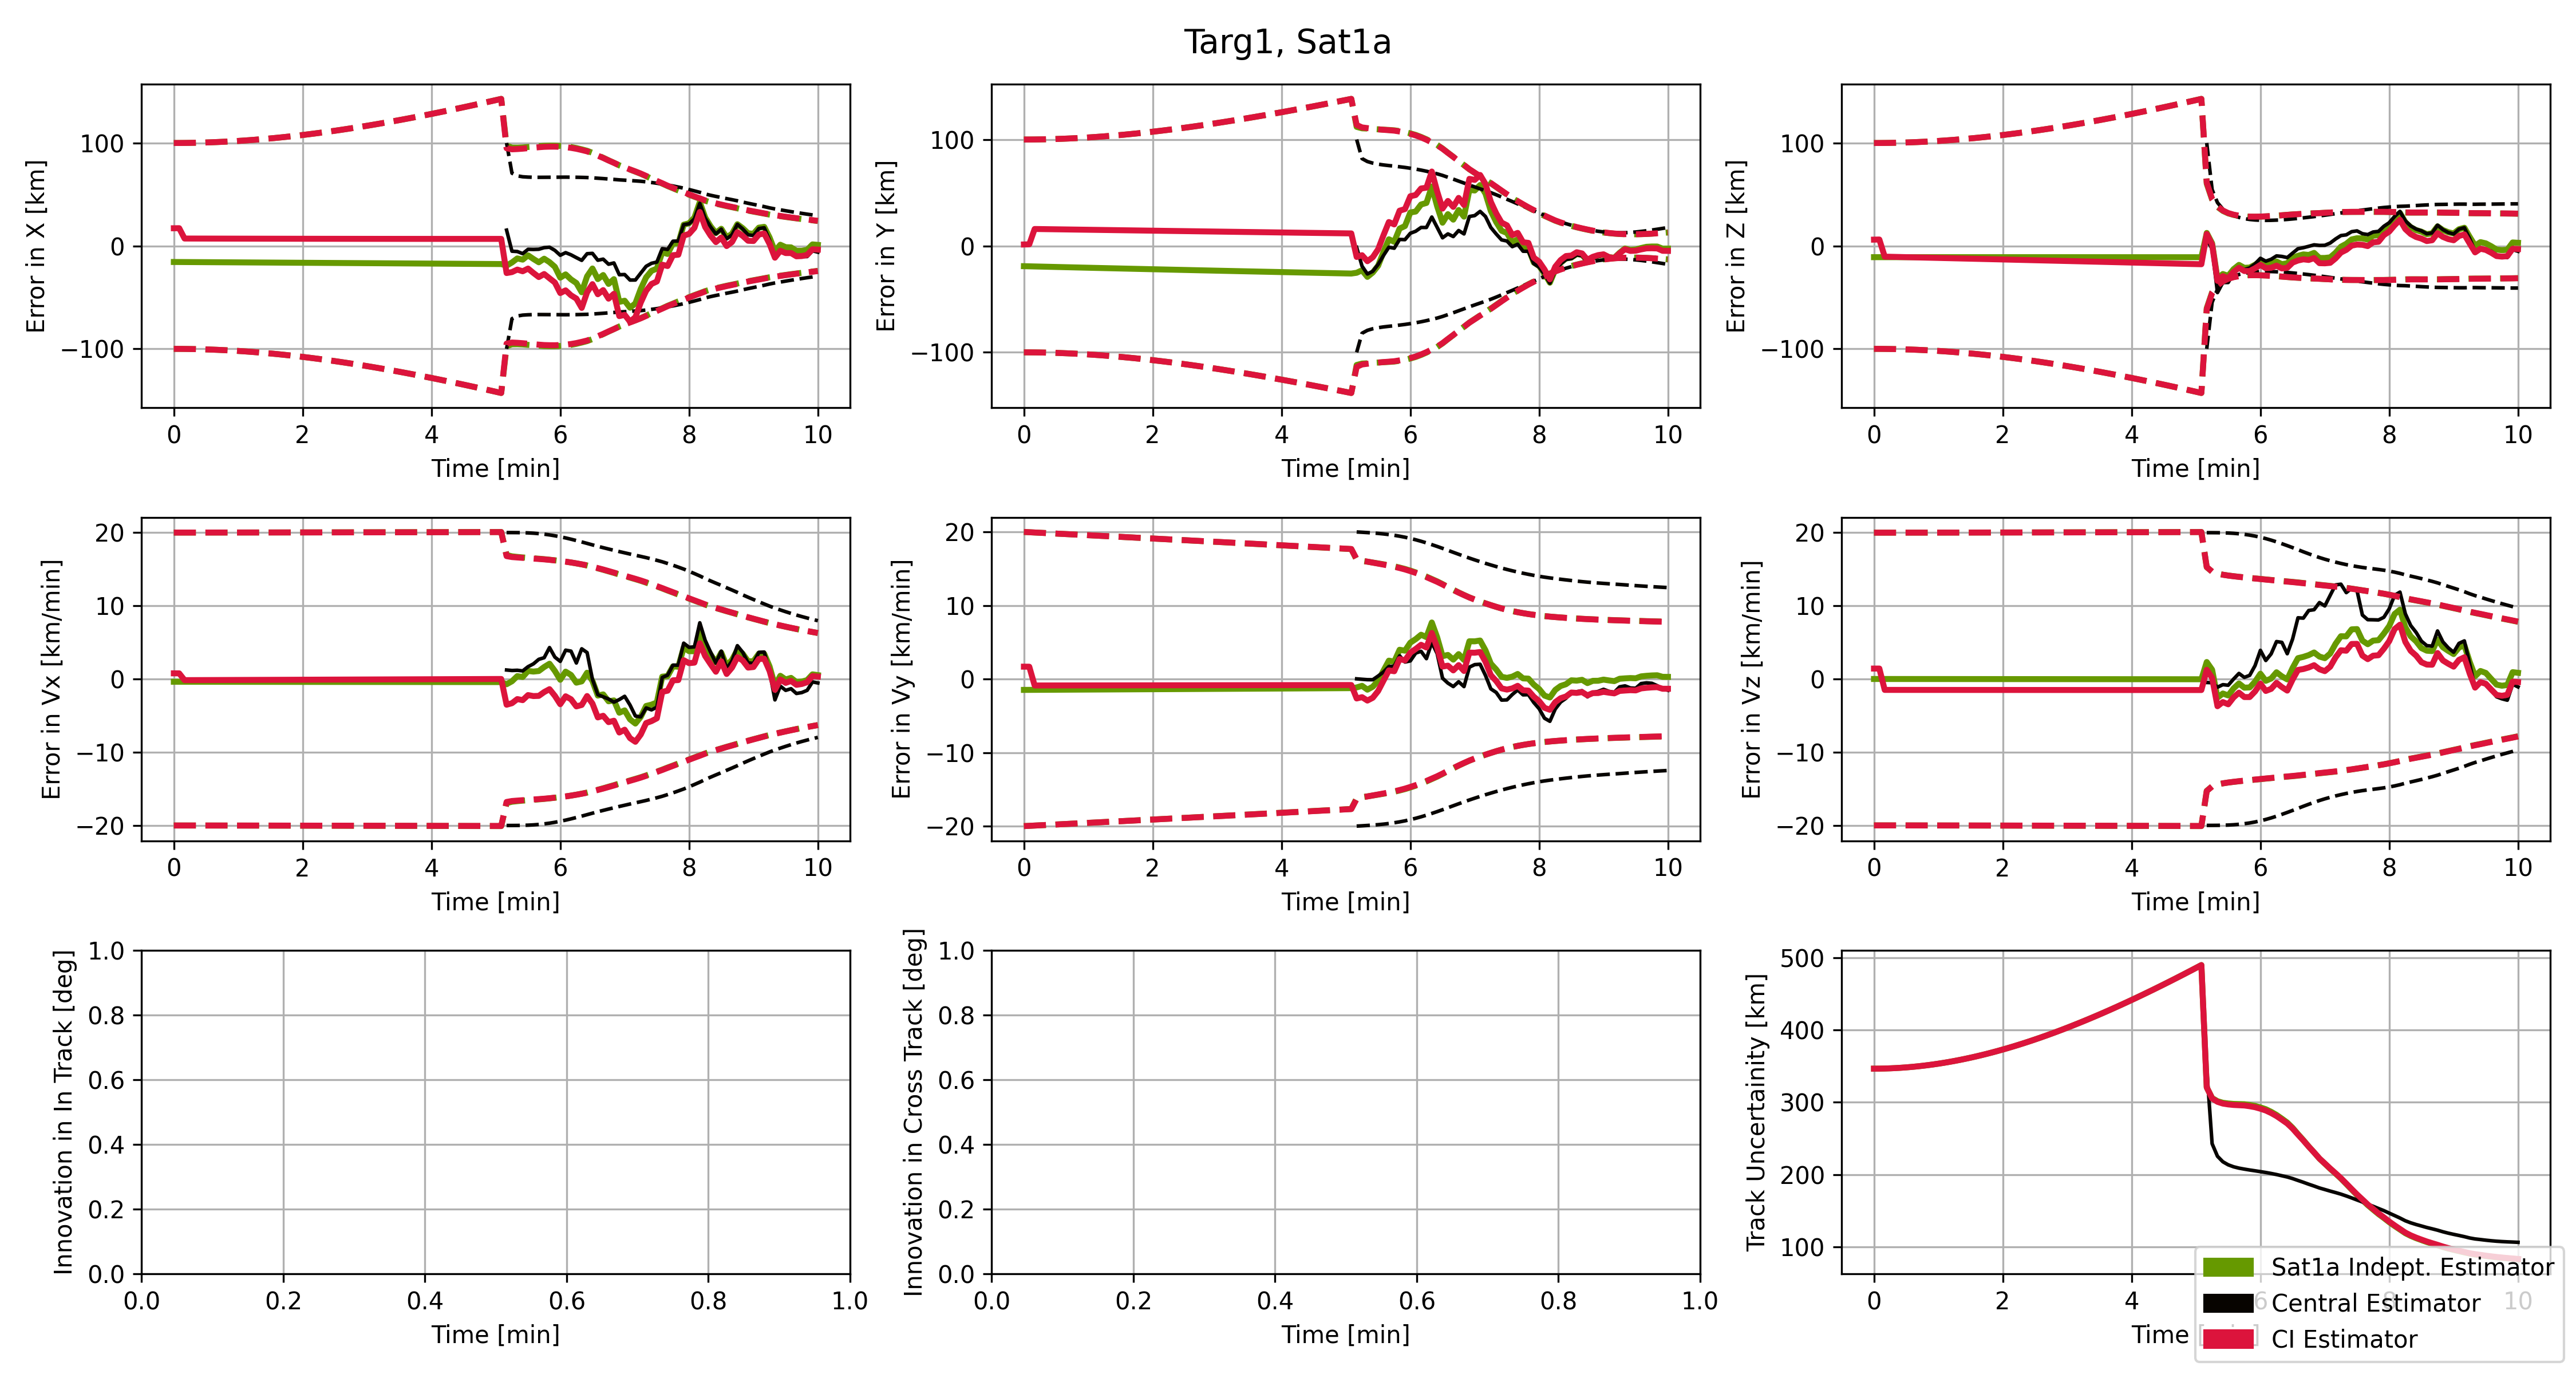 Targ1, Sat1a
Error in X [km]
100
0
−100
0 2 4 6 8 10
Time [min]
Error in Y [km]
100
0
−100
0 2 4 6 8 10
Time [min]
Error in Z [km]
100
0
−100
0 2 4 6 8 10
Time [min]
Error in Vx [km/min]
20
10
0
−10
−20
0 2 4 6 8 10
Time [min]
Error in Vy [km/min]
20
10
0
−10
−20
0 2 4 6 8 10
Time [min]
Error in Vz [km/min]
20
10
0
−10
−20
0 2 4 6 8 10
Time [min]
Innovation in In Track [deg]
1.0
0.8
0.6
0.4
0.2
0.0
0.0 0.2 0.4 0.6 0.8 1.0
Time [min]
Innovation in Cross Track [deg]
1.0
0.8
0.6
0.4
0.2
0.0
0.0 0.2 0.4 0.6 0.8 1.0
Time [min]
Track Uncertainity [km]
500
400
300
200
100
0 2 4 6 8 10
Time [min]
Sat1a Indept. Estimator
Central Estimator
CI Estimator